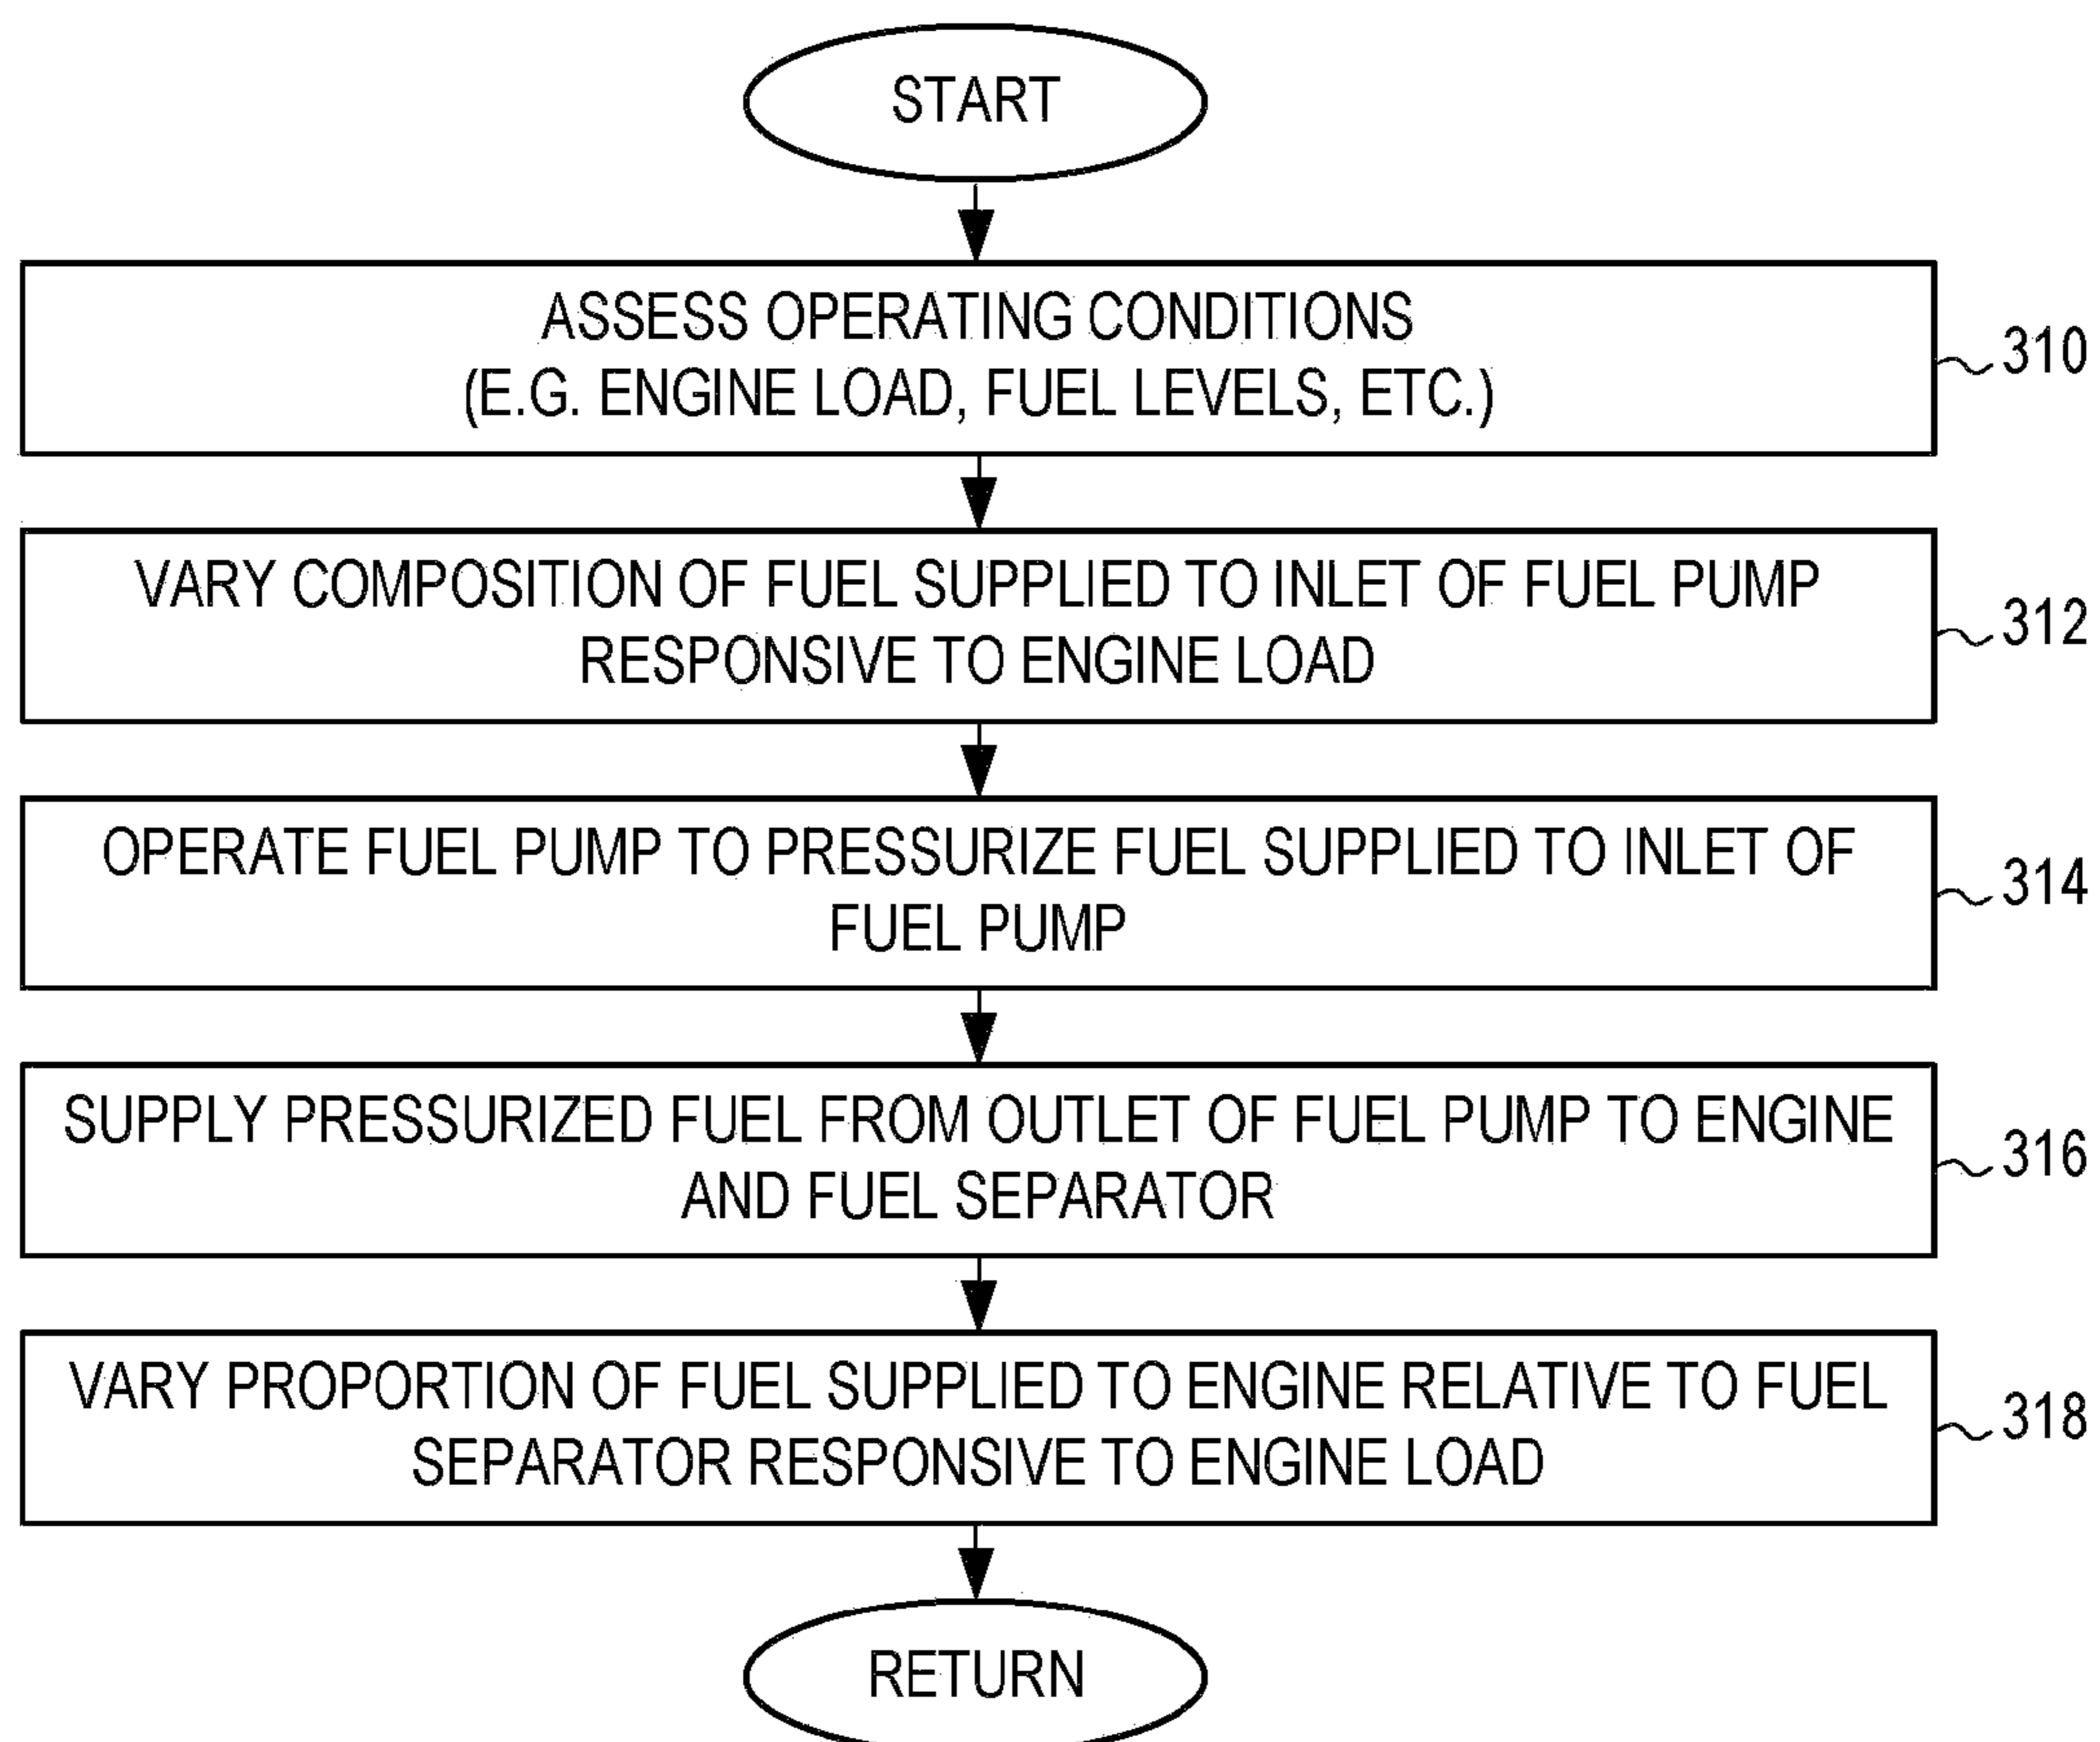 START
ASSESS OPERATING CONDITIONS
(E.G. ENGINE LOAD, FUEL LEVELS, ETC.)
310
VARY COMPOSITION OF FUEL SUPPLIED TO INLET OF FUEL PUMP
RESPONSIVE TO ENGINE LOAD
312
OPERATE FUEL PUMP TO PRESSURIZE FUEL SUPPLIED TO INLET OF
FUEL PUMP
314
SUPPLY PRESSURIZED FUEL FROM OUTLET OF FUEL PUMP TO ENGINE
AND FUEL SEPARATOR
316
VARY PROPORTION OF FUEL SUPPLIED TO ENGINE RELATIVE TO FUEL
SEPARATOR RESPONSIVE TO ENGINE LOAD
318
RETURN